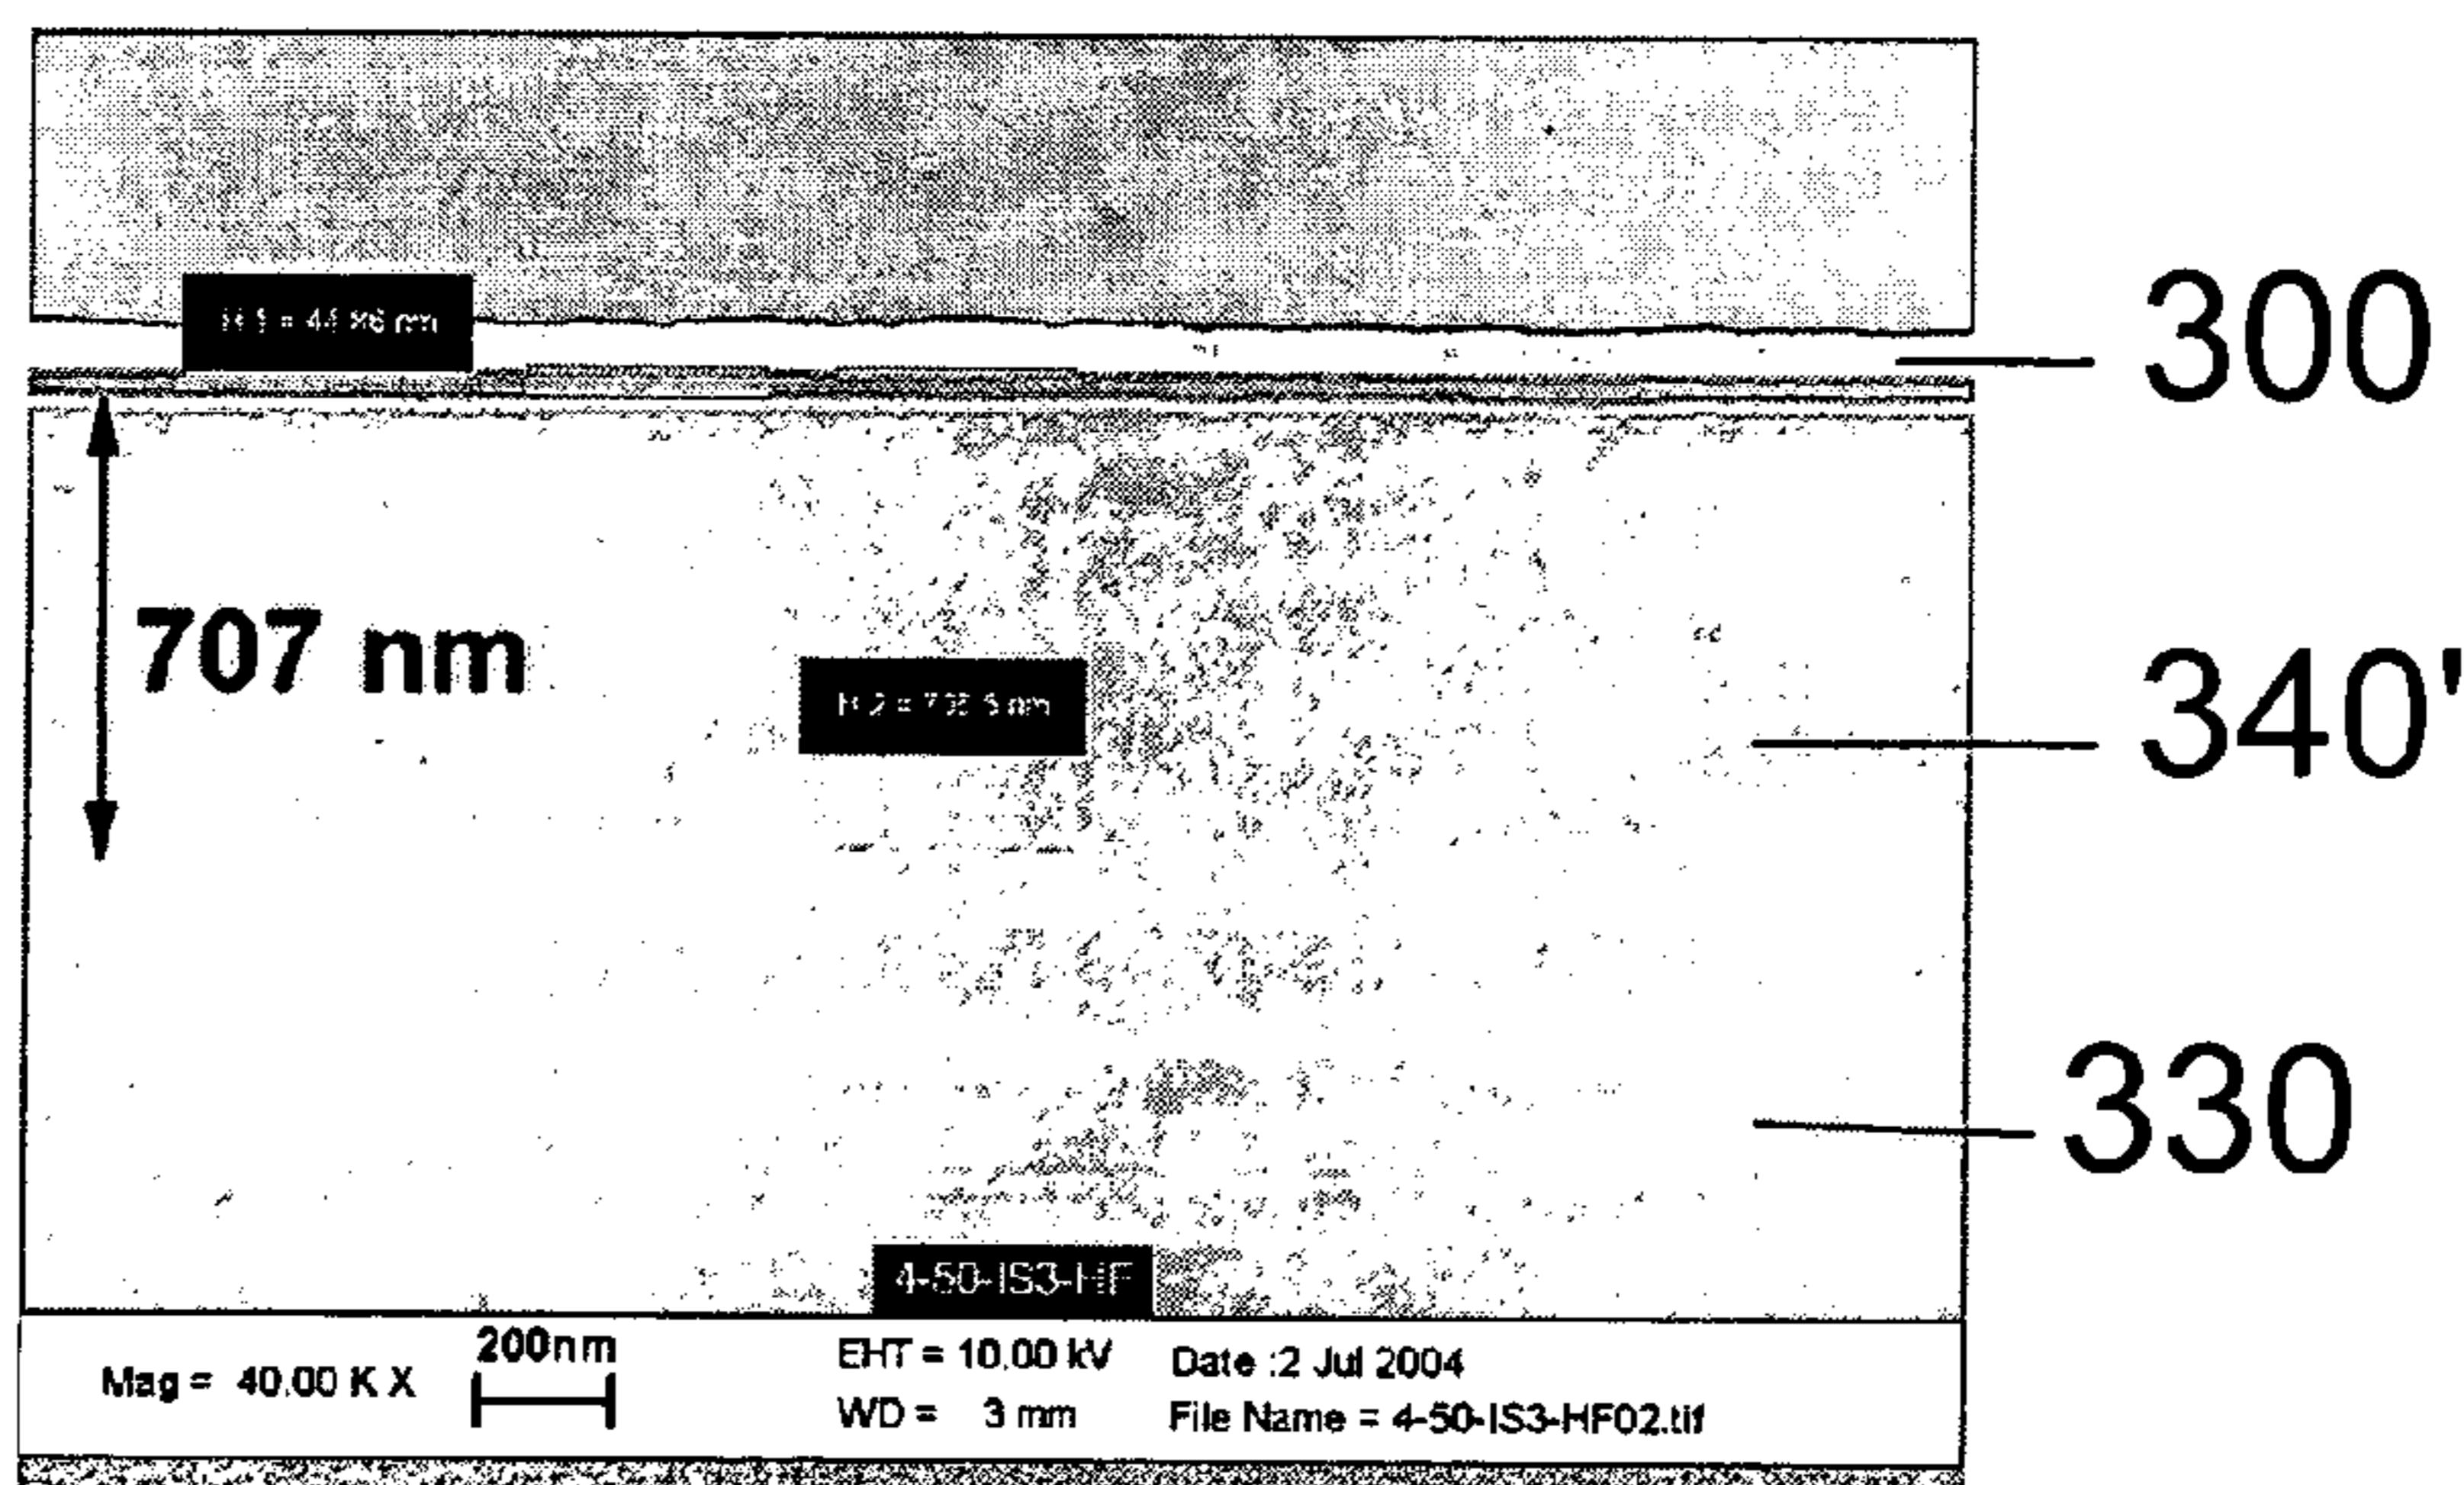 300
707 nm
340'
330
4-50-IS3-HF
Mag = 40.00 K X
200nm
EHT = 10.00 kV
WD = 3 mm
Date :2 Jul 2004
File Name = 4-50-IS3-HF02.tif